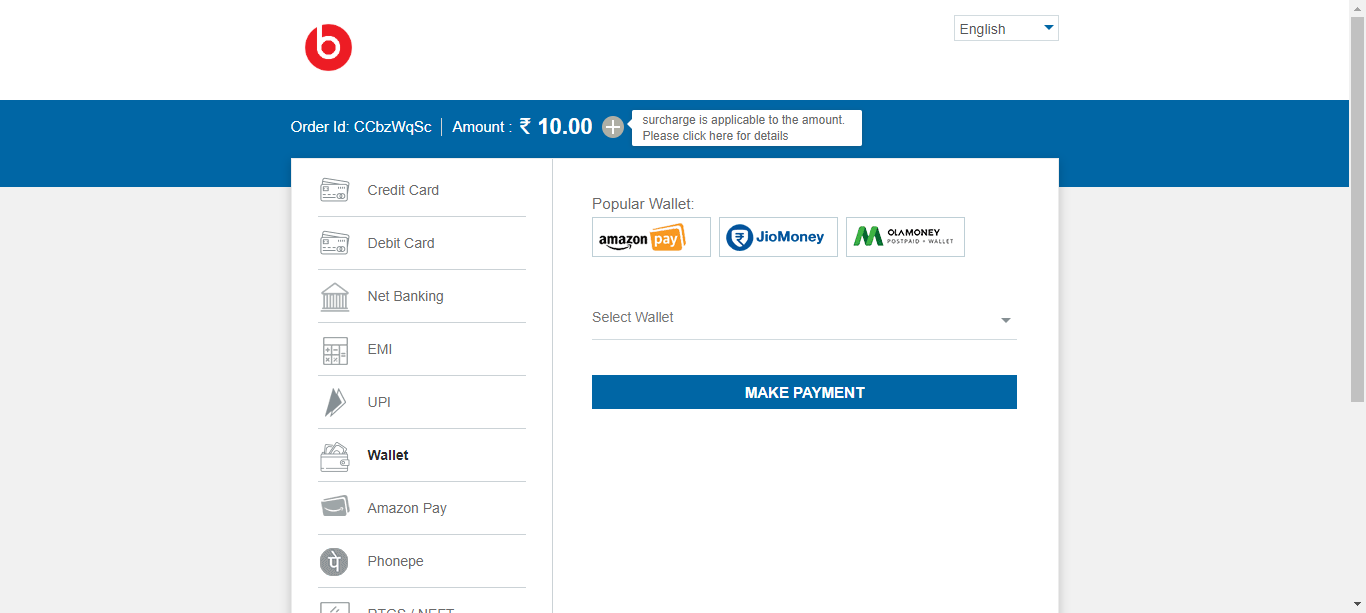 b
English
Order Id: CCbzWqSc
Amount : ₹ 10.00
surcharge is applicable to the amount.
Please click here for details
Credit Card
Debit Card
Net Banking
EMI
UPI
Wallet
Amazon Pay
पे
Phonepe
RTGS / NEFT
Popular Wallet:
amazon pay
₹ JioMoney
OLAMONEY
POSTPAID + WALLET
Select Wallet
MAKE PAYMENT